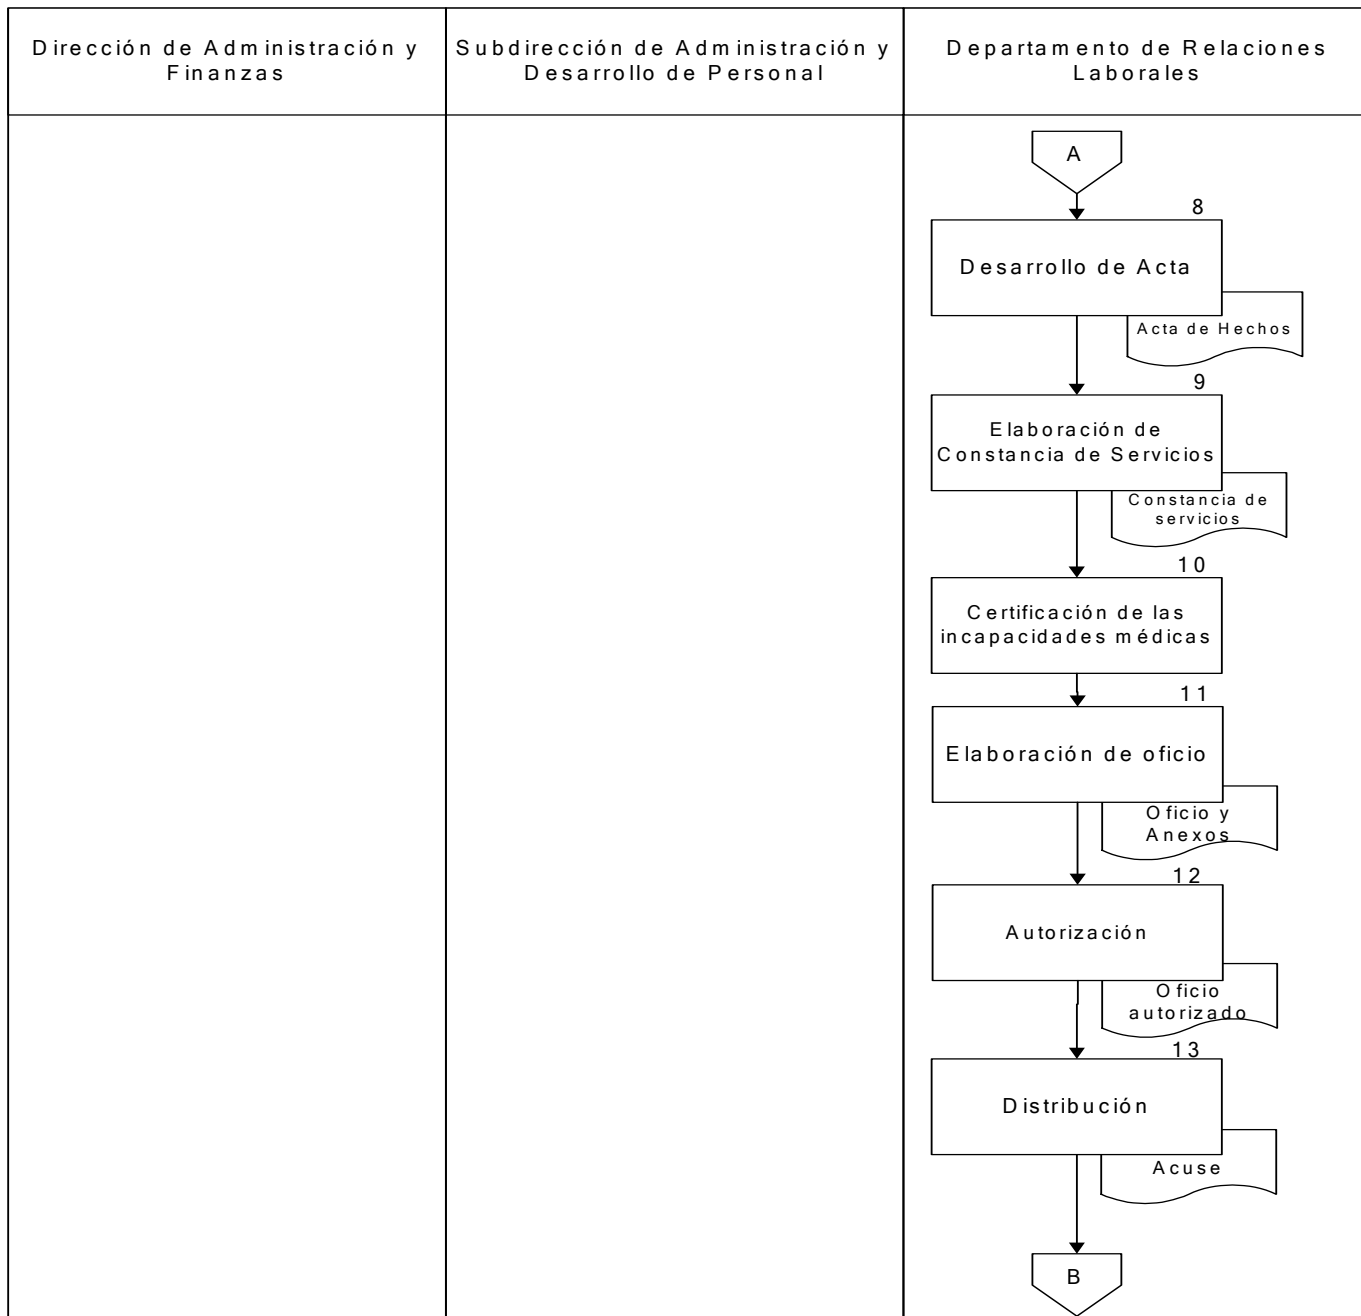 Dirección de Administración y
Finanzas
Subdirección de Administración y
Desarrollo de Personal
Departamento de Relaciones
Laborales
A
8
Desarrollo de Acta
Acta de Hechos
9
Elaboración de
Constancia de Servicios
Constancia de
servicios
10
Certificación de las
incapacidades médicas
11
Elaboración de oficio
Oficio y
Anexos
12
Autorización
Oficio
autorizado
13
Distribución
Acuse
B